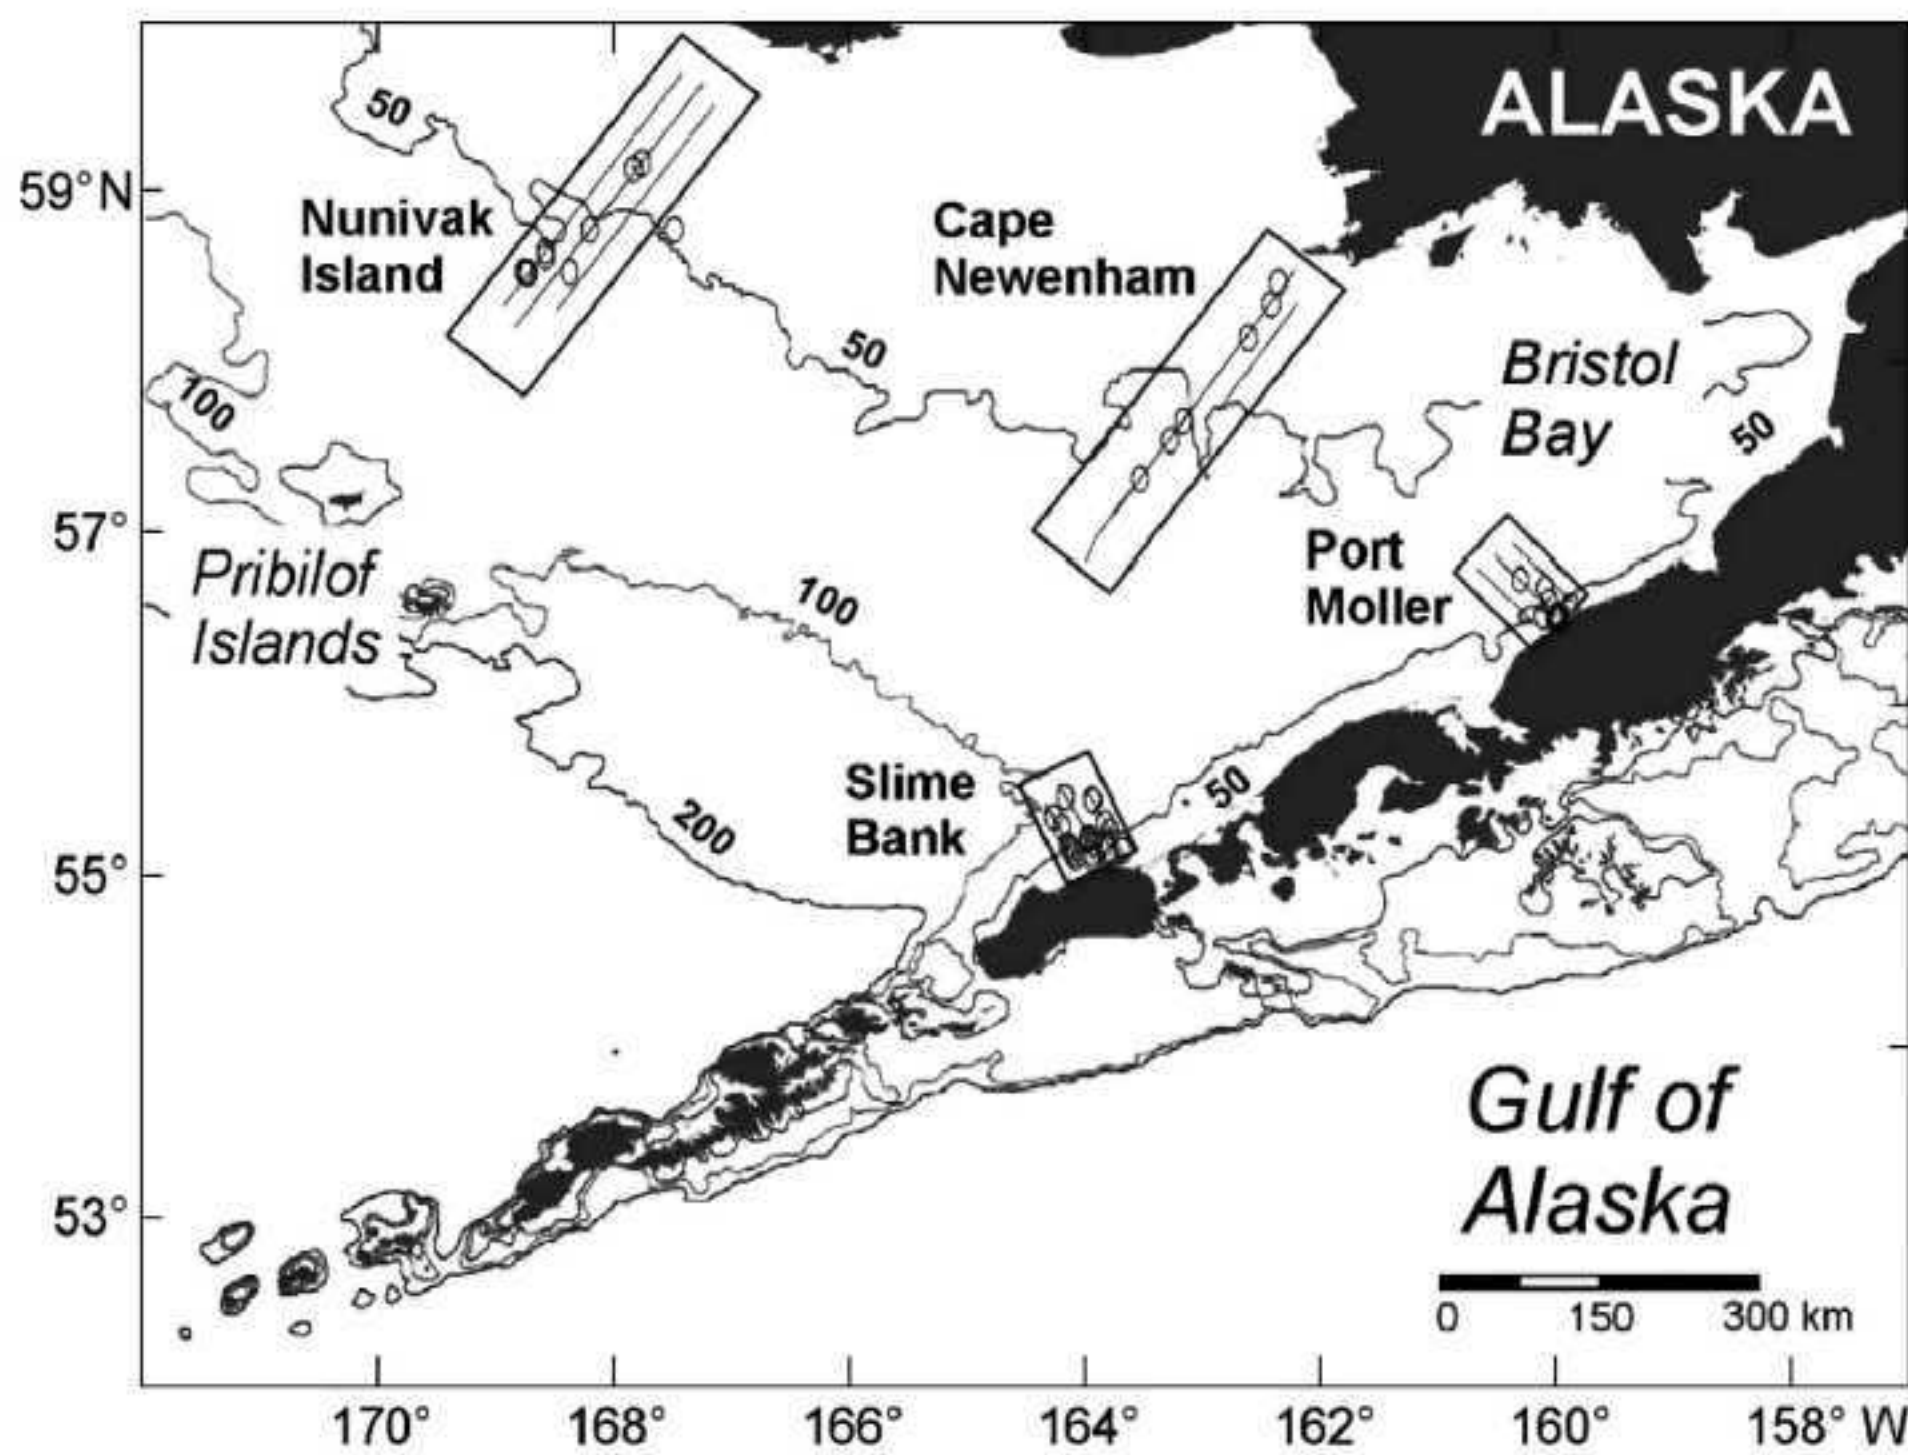 ALASKA
50
59°N
Nunivak
Island
Cape
Newenham
50
Bristol
Bay
100
50
57°
Port
Moller
Pribilof
Islands
100
Slime
Bank
50
200
55°
Gulf of
Alaska
53°
0 150 300 km
170° 168° 166° 164° 162° 160° 158° W